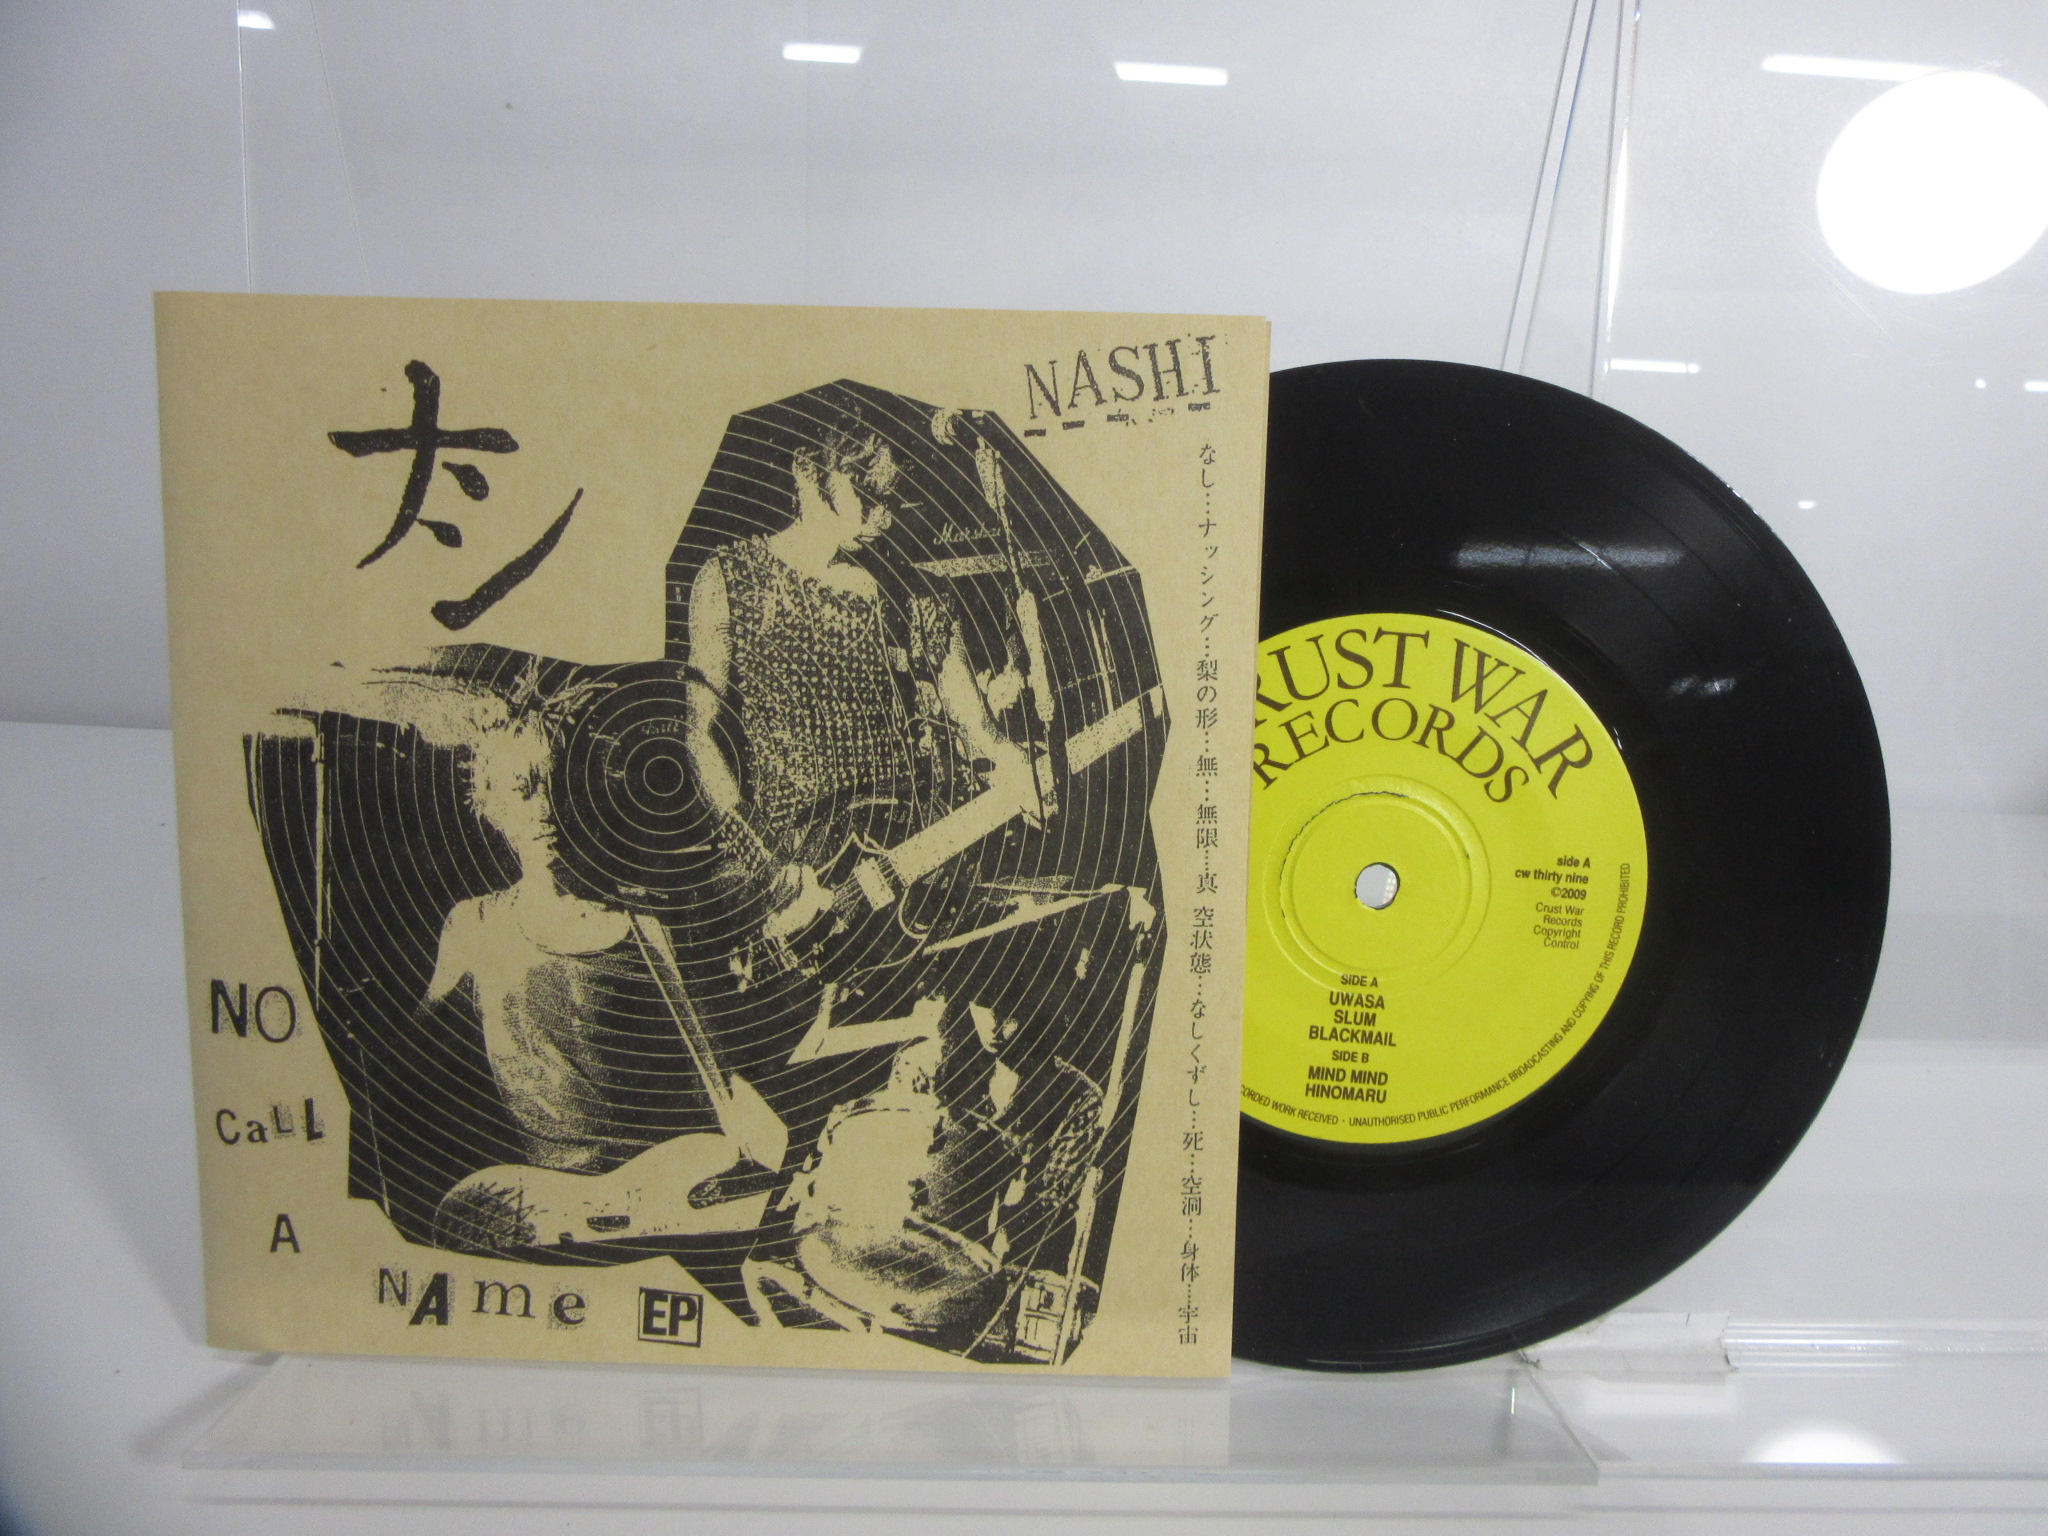 ナシ
NASHI
なし…ナッシング…梨の形…無…無限……真空状態…なしくずし…死…空洞…身体……宇宙
Marshall
NO
CaLL
A
NAme EP
RUST WAR
RECORDS
side A
cw thirty nine
©2009
Crust War
Records
Copyright
Control
SIDE A
UWASA
SLUM
BLACKMAIL
SIDE B
MIND MIND
HINOMARU
CORDED WORK RECEIVED · UNAUTHORISED PUBLIC PERFORMANCE BROADCASTING AND COPYING OF THIS RECORD PROHIBITED